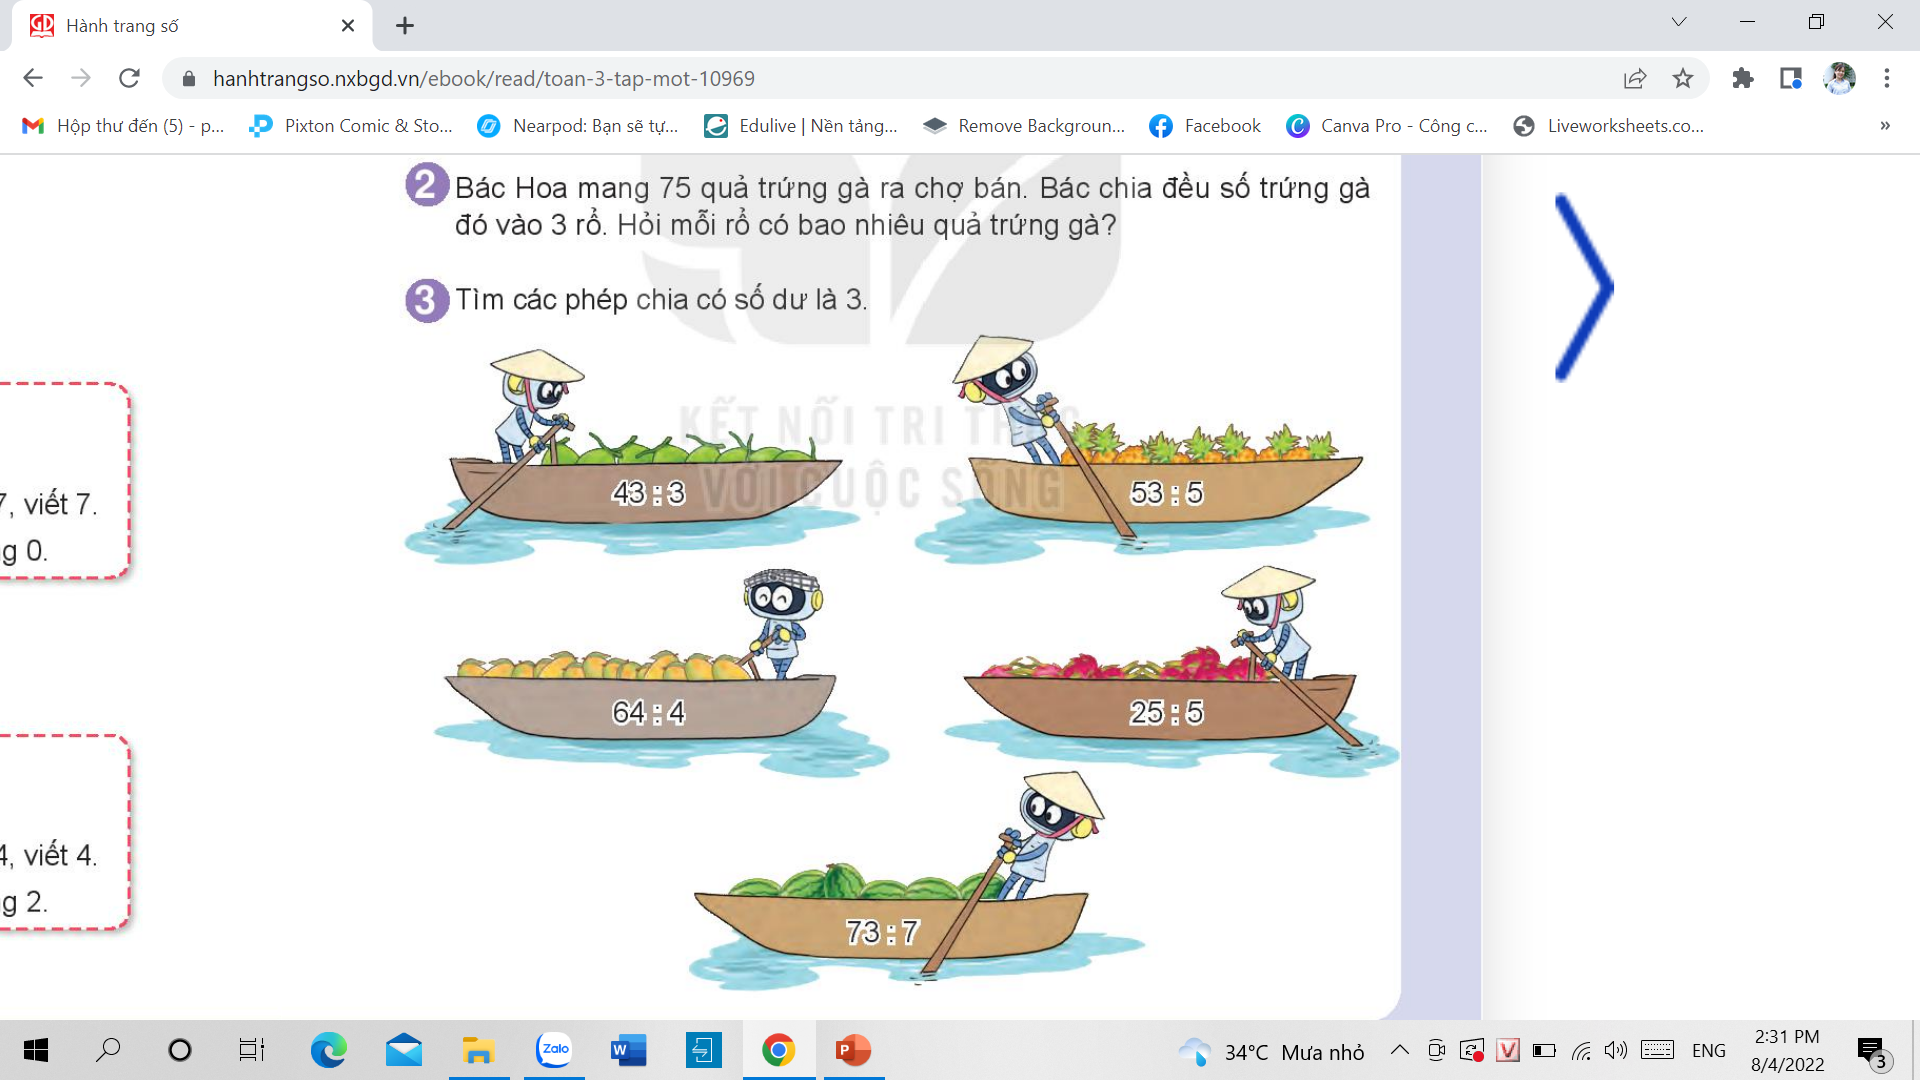 Hành trang số
hanhtrangso.nxbgd.vn/ebook/read/toan-3-tap-mot-10969
Hộp thư đến (5) - p...
Pixton Comic & Sto...
Nearpod: Bạn sẽ tự...
Edulive | Nền tảng...
Remove Backgroun...
Facebook
Canva Pro - Công c...
Liveworksheets.co...
»
2 Bác Hoa mang 75 quả trứng gà ra chợ bán. Bác chia đều số trứng gà
đó vào 3 rổ. Hỏi mỗi rổ có bao nhiêu quả trứng gà?
3 Tìm các phép chia có số dư là 3.
KẾT NỐI TRI THỨC
VỚI CUỘC SỐNG
43 : 3
53 : 5
7, viết 7.
g 0.
64 : 4
25 : 5
4, viết 4.
g 2.
73 : 7
Zalo
34°C Mưa nhỏ
ENG
2:31 PM
8/4/2022
3